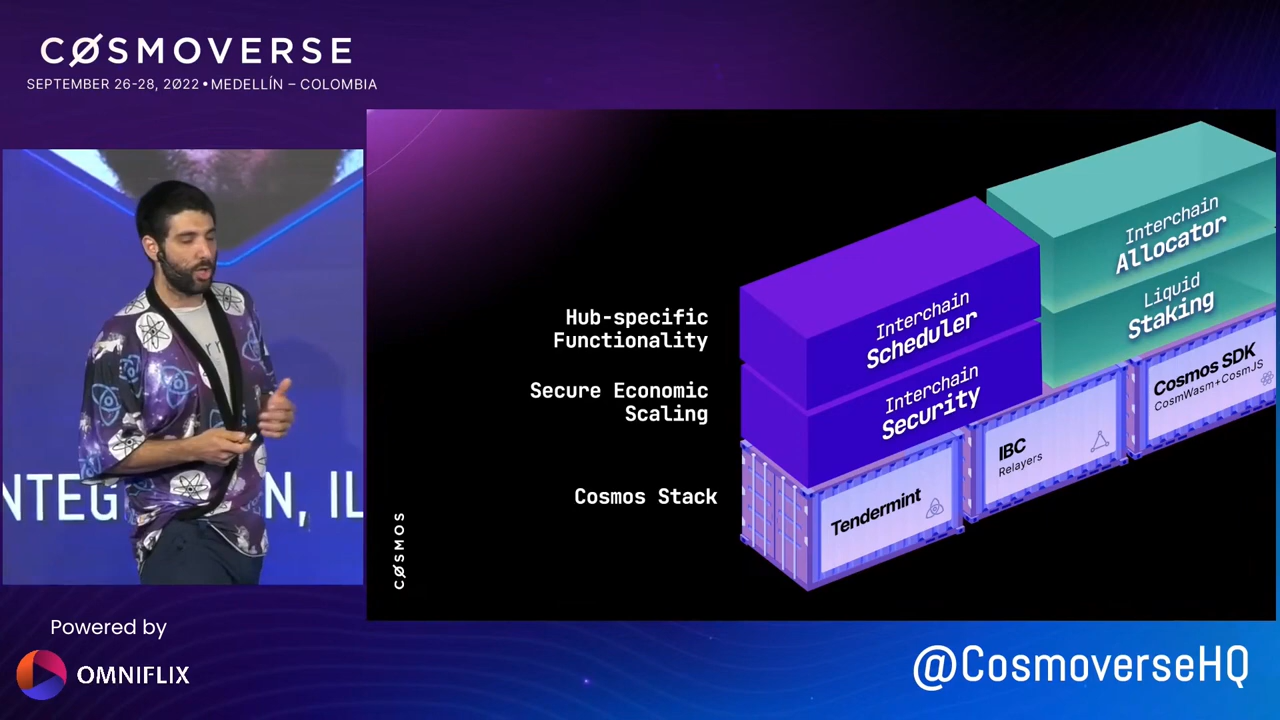 CØSMOVERSE
SEPTEMBER 26-28, 2022 • MEDELLÍN – COLOMBIA
Interchain
Allocator
Interchain
Scheduler
Liquid
Staking
Hub-specific
Functionality
Secure Economic
Scaling
Interchain
Security
Cosmos SDK
CosmWasm+CosmJS
IBC
Relayers
Cosmos Stack
Tendermint
CØSMOS
N, IL
Powered by
OMNIFLIX
@CosmoverseHQ